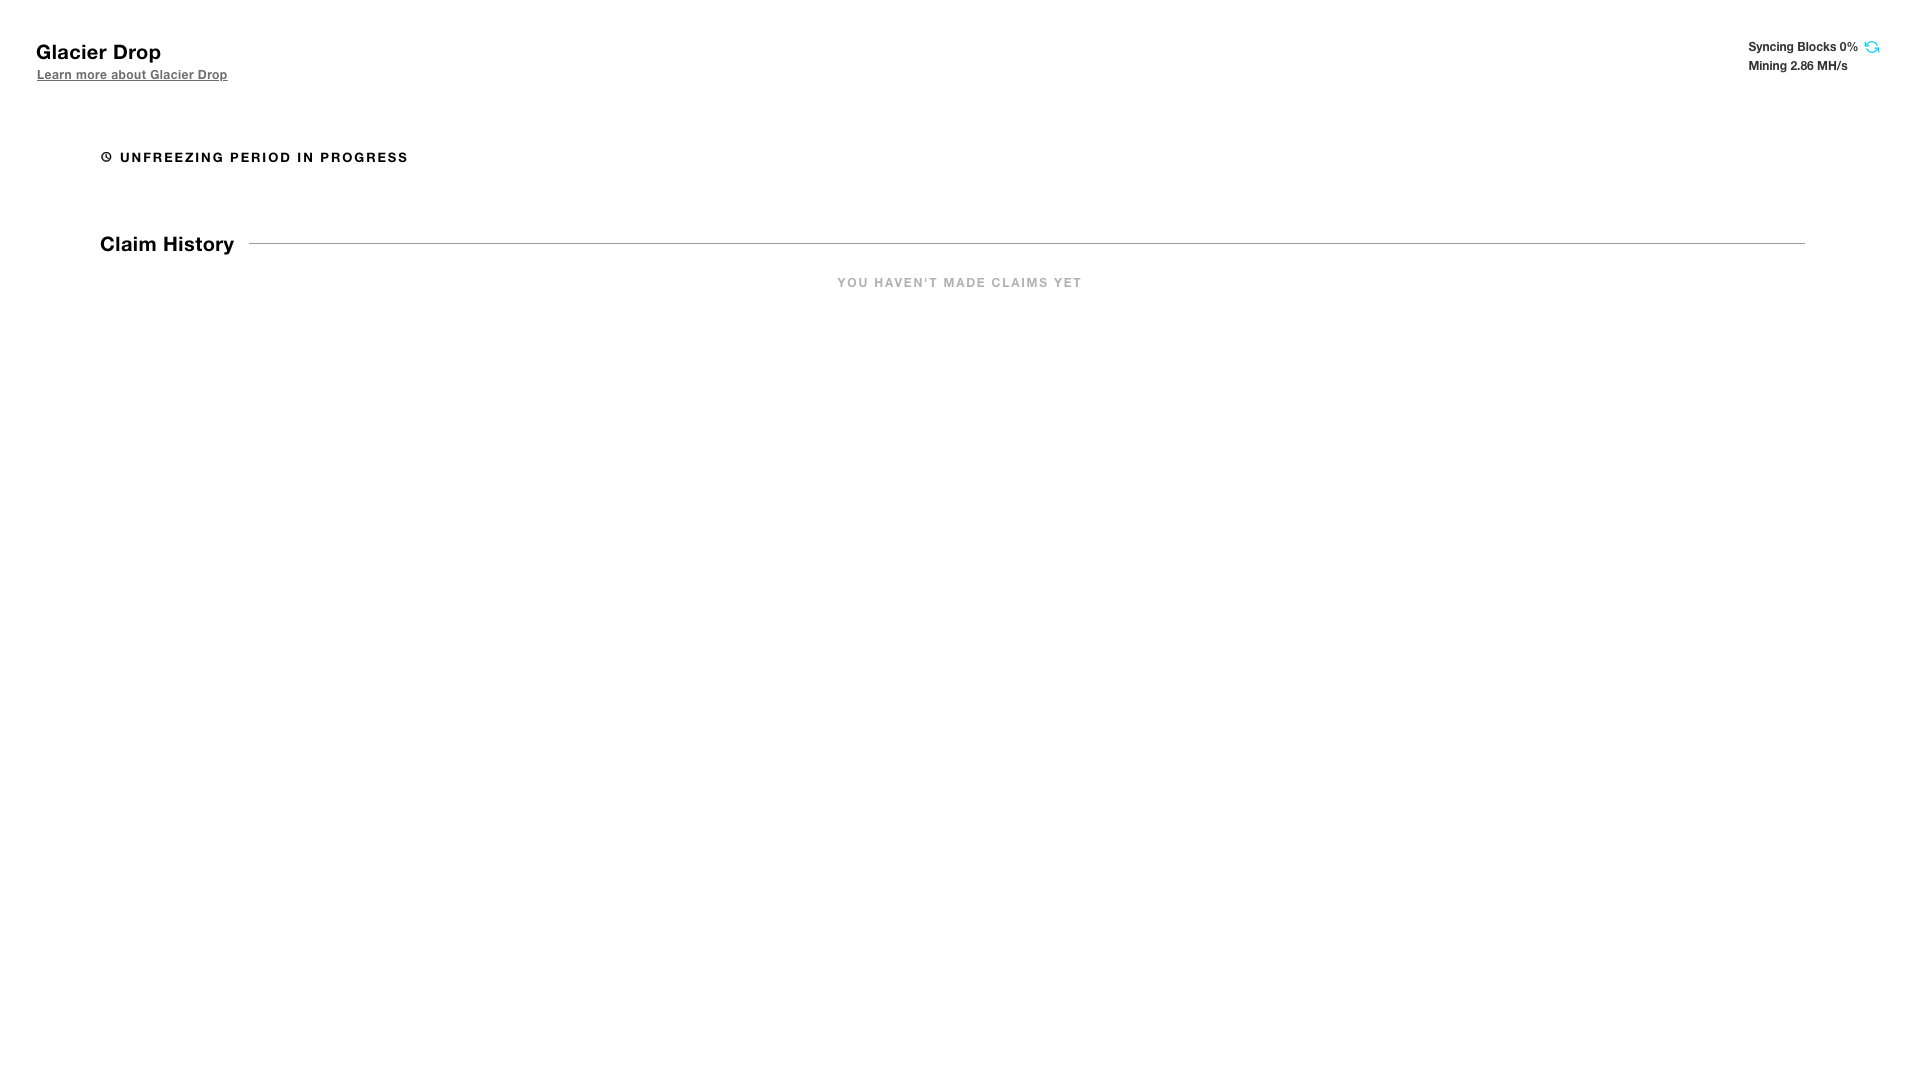 Glacier Drop
Learn more about Glacier Drop
Syncing Blocks 0%
Mining 2.86 MH/s
UNFREEZING PERIOD IN PROGRESS
Claim History
YOU HAVEN'T MADE CLAIMS YET